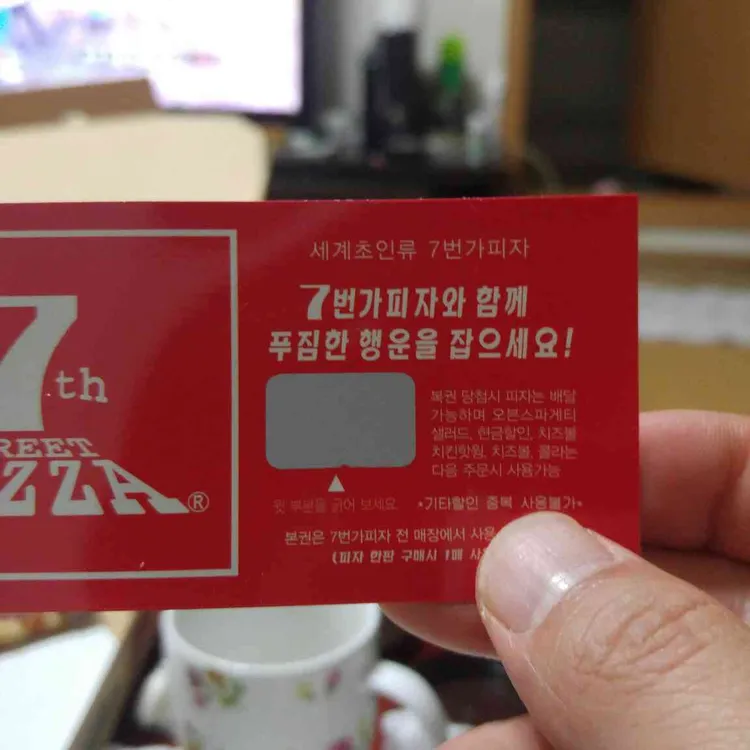 7th
REET
ZZA®
세계초인류 7번가피자
7번가피자와 함께
푸짐한 행운을 잡으세요!
복권 당첨시 피자는 배달
가능하며 오븐스파게티
샐러드, 현금할인, 치즈볼
치킨핫윙, 치즈볼, 콜라는
다음 주문시 사용가능
윗 부분을 긁어 보세요.
*기타할인 중복 사용불가*
본권은 7번가피자 전 매장에서 사용
(피자 한판 구매시 1매 사